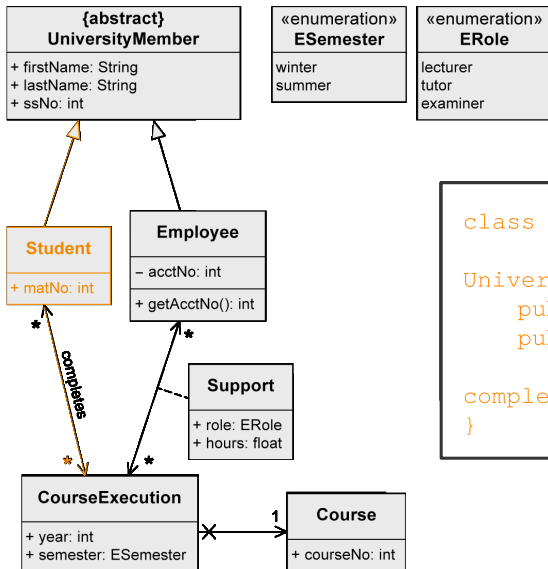 {abstract}
UniversityMember
+ firstName: String
+ lastName: String
+ ssNo: int
«enumeration»
ESemester
winter
summer
«enumeration»
ERole
lecturer
tutor
examiner
Student
+ matNo: int
Employee
– acctNo: int
+ getAcctNo(): int
*
*
completes
Support
+ role: ERole
+ hours: float
*
*
CourseExecution
+ year: int
+ semester: ESemester
1
Course
+ courseNo: int
class
}